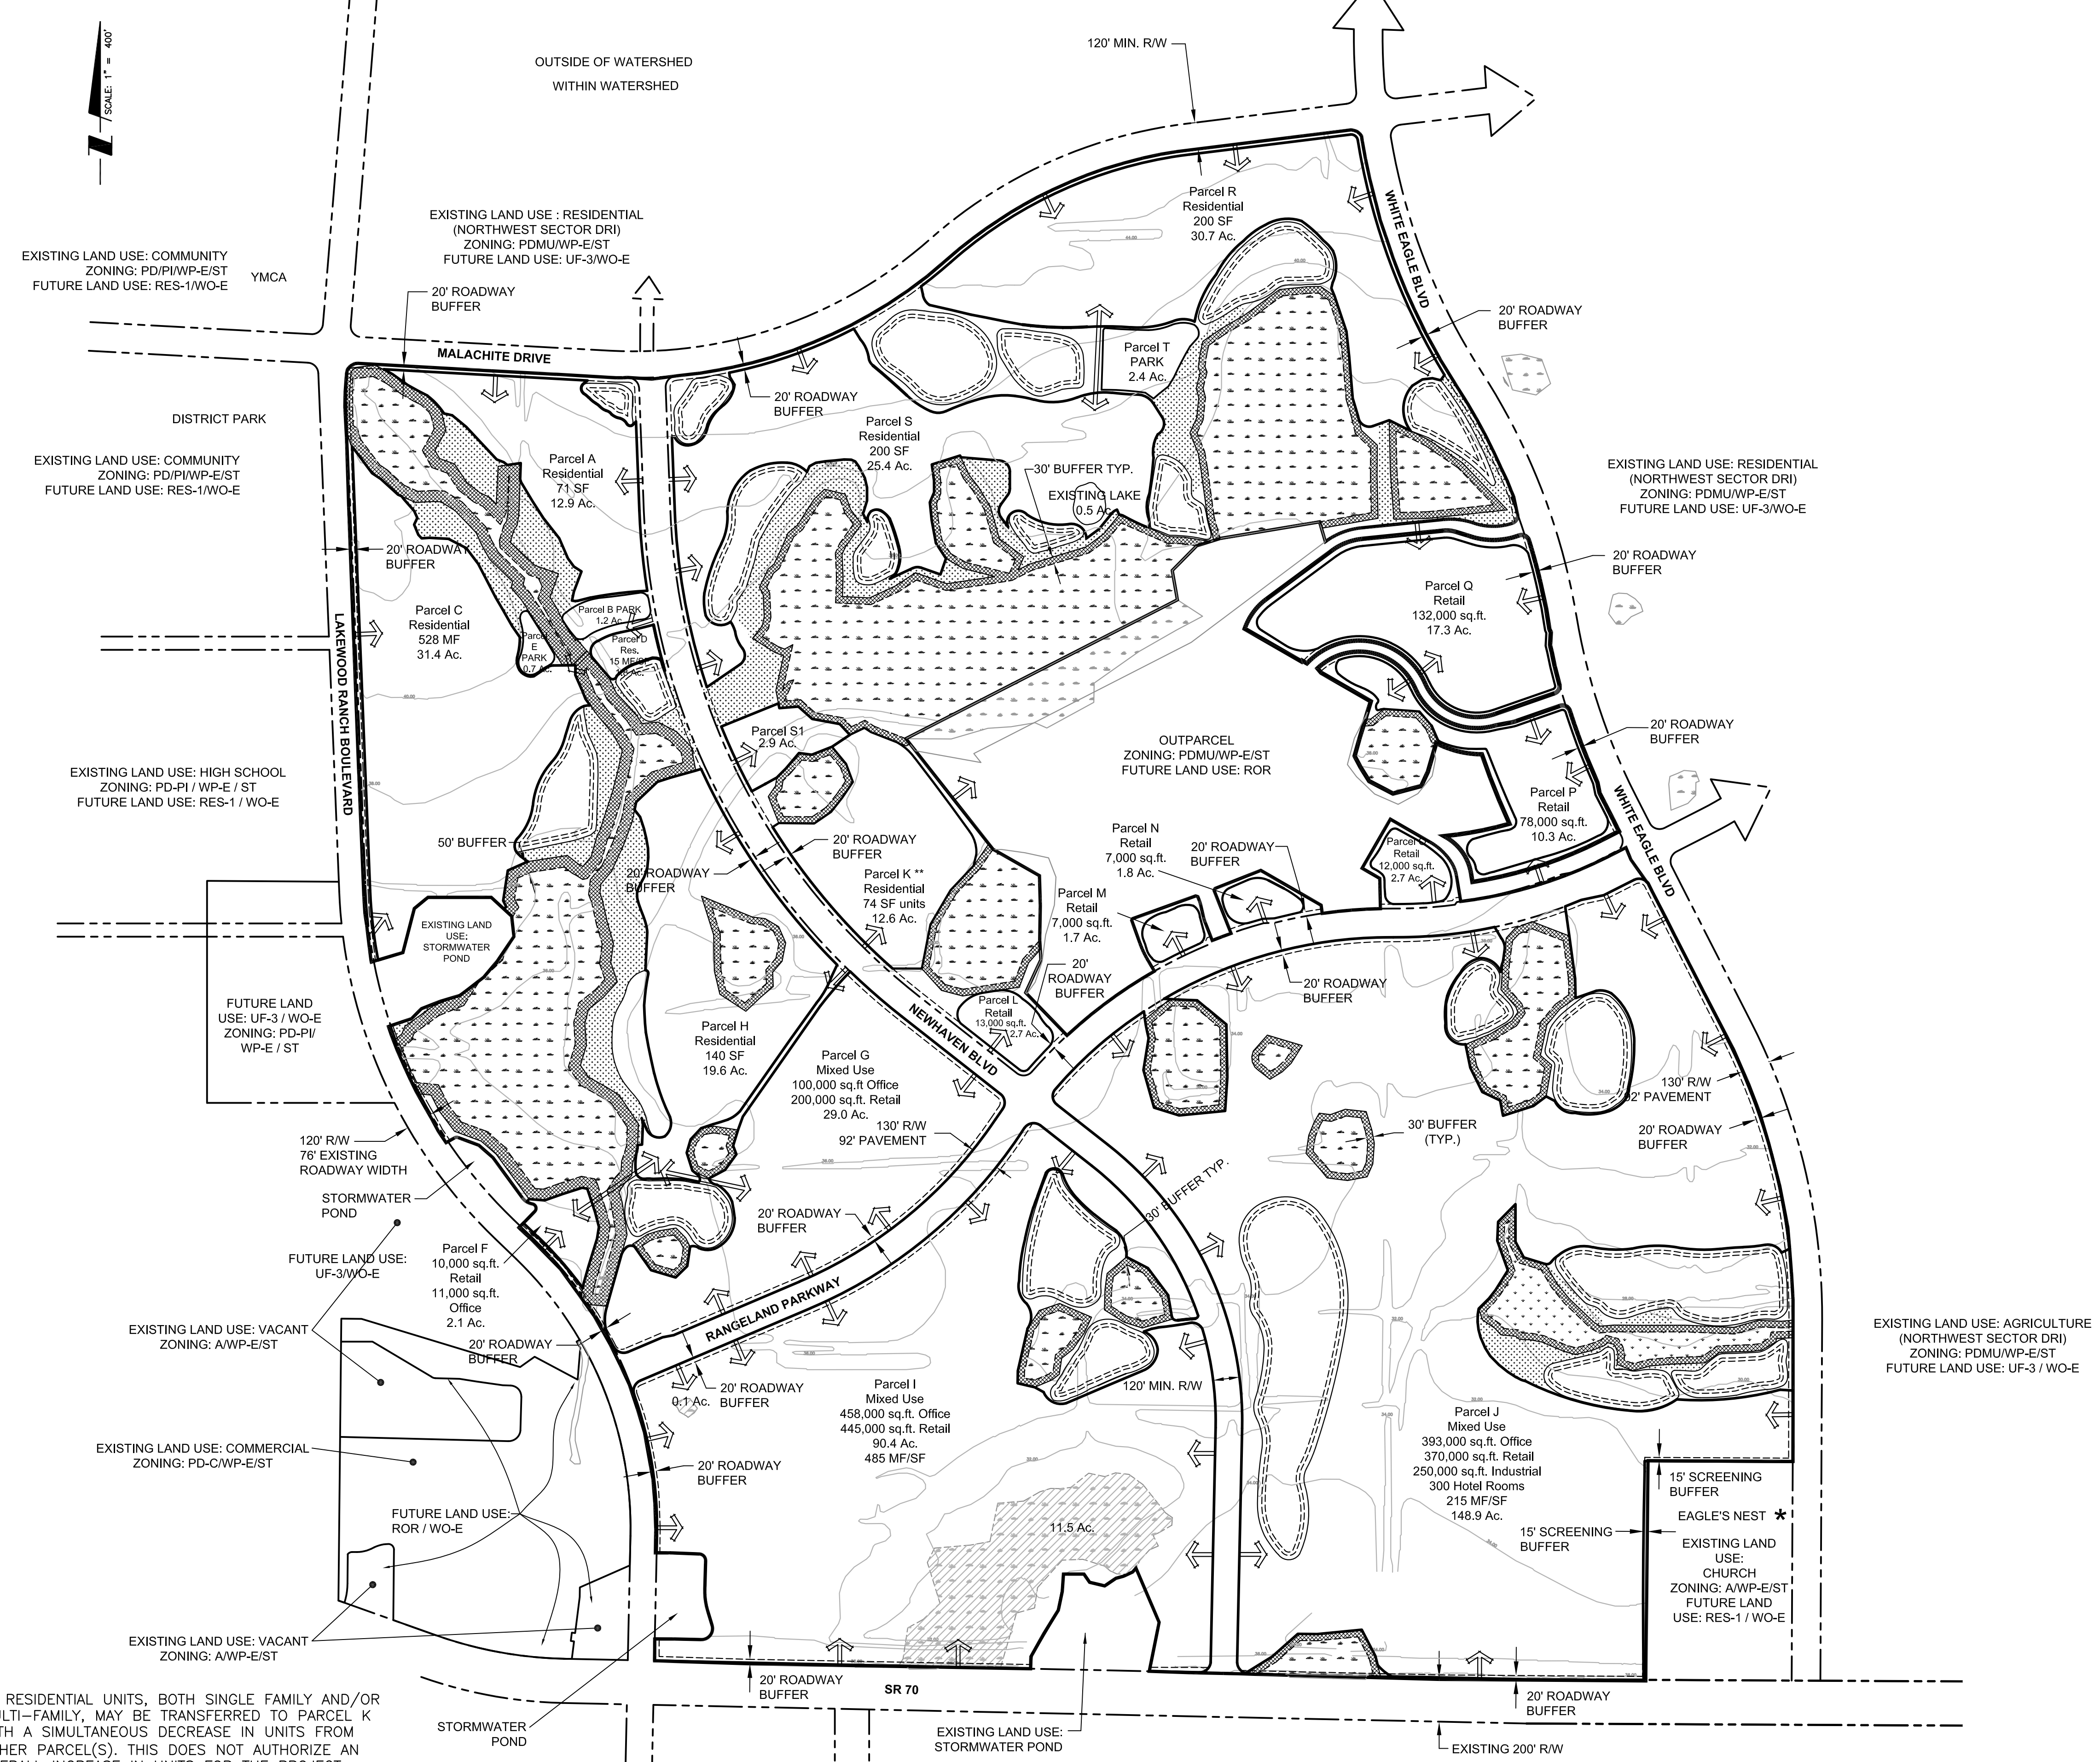 SCALE: 1" = 400'
OUTSIDE OF WATERSHED
WITHIN WATERSHED
120' MIN. R/W
EXISTING LAND USE: COMMUNITY
ZONING: PD/PI/WP-E/ST
FUTURE LAND USE: RES-1/WO-E
YMCA
EXISTING LAND USE : RESIDENTIAL
(NORTHWEST SECTOR DRI)
ZONING: PDMU/WP-E/ST
FUTURE LAND USE: UF-3/WO-E
20' ROADWAY
BUFFER
MALACHITE DRIVE
Parcel R
Residential
200 SF
30.7 Ac.
WHITE EAGLE BLVD
20' ROADWAY
BUFFER
Parcel T
PARK
2.4 Ac.
20' ROADWAY
BUFFER
DISTRICT PARK
EXISTING LAND USE: COMMUNITY
ZONING: PD/PI/WP-E/ST
FUTURE LAND USE: RES-1/WO-E
Parcel A
Residential
71 SF
12.9 Ac.
Parcel S
Residential
200 SF
25.4 Ac.
30' BUFFER TYP.
EXISTING LAKE
0.5 Ac.
EXISTING LAND USE: RESIDENTIAL
(NORTHWEST SECTOR DRI)
ZONING: PDMU/WP-E/ST
FUTURE LAND USE: UF-3/WO-E
20' ROADWAY
BUFFER
20' ROADWAY
BUFFER
LAKEWOOD RANCH BOULEVARD
Parcel C
Residential
528 MF
31.4 Ac.
Parcel B PARK
1.2 Ac.
Parcel
E
PARK
0.7 Ac.
Parcel D
Res.
15 MF/SF
Parcel Q
Retail
132,000 sq.ft.
17.3 Ac.
Parcel S1
2.9 Ac.
OUTPARCEL
ZONING: PDMU/WP-E/ST
FUTURE LAND USE: ROR
20' ROADWAY
BUFFER
EXISTING LAND USE: HIGH SCHOOL
ZONING: PD-PI / WP-E / ST
FUTURE LAND USE: RES-1 / WO-E
50' BUFFER
20' ROADWAY
BUFFER
20' ROADWAY
BUFFER
Parcel K **
Residential
74 SF units
12.6 Ac.
Parcel P
Retail
78,000 sq.ft.
10.3 Ac.
WHITE EAGLE BLVD
Parcel N
Retail
7,000 sq.ft.
1.8 Ac.
20' ROADWAY
BUFFER
Parcel
Retail
12,000 sq.ft.
2.7 Ac.
Parcel M
Retail
7,000 sq.ft.
1.7 Ac.
EXISTING LAND
USE:
STORMWATER
POND
20'
ROADWAY
BUFFER
20' ROADWAY
BUFFER
FUTURE LAND
USE: UF-3 / WO-E
ZONING: PD-PI/
WP-E / ST
Parcel L
Retail
13,000 sq.ft.
2.7 Ac.
NEWHAVEN BLVD
Parcel H
Residential
140 SF
19.6 Ac.
Parcel G
Mixed Use
100,000 sq.ft Office
200,000 sq.ft. Retail
29.0 Ac.
130' R/W
92' PAVEMENT
130' R/W
92' PAVEMENT
30' BUFFER
(TYP.)
20' ROADWAY
BUFFER
120' R/W
76' EXISTING
ROADWAY WIDTH
STORMWATER
POND
30' BUFFER TYP.
20' ROADWAY
BUFFER
FUTURE LAND USE:
UF-3/WO-E
Parcel F
10,000 sq.ft.
Retail
11,000 sq.ft.
Office
2.1 Ac.
RANGELAND PARKWAY
EXISTING LAND USE: VACANT
ZONING: A/WP-E/ST
20' ROADWAY
BUFFER
EXISTING LAND USE: AGRICULTURE
(NORTHWEST SECTOR DRI)
ZONING: PDMU/WP-E/ST
FUTURE LAND USE: UF-3 / WO-E
0.1 Ac.
20' ROADWAY
BUFFER
120' MIN. R/W
Parcel I
Mixed Use
458,000 sq.ft. Office
445,000 sq.ft. Retail
90.4 Ac.
485 MF/SF
Parcel J
Mixed Use
393,000 sq.ft. Office
370,000 sq.ft. Retail
250,000 sq.ft. Industrial
300 Hotel Rooms
215 MF/SF
148.9 Ac.
EXISTING LAND USE: COMMERCIAL
ZONING: PD-C/WP-E/ST
20' ROADWAY
BUFFER
15' SCREENING
BUFFER
EAGLE'S NEST *
FUTURE LAND USE:
ROR / WO-E
11.5 Ac.
15' SCREENING
BUFFER
EXISTING LAND
USE:
CHURCH
ZONING: A/WP-E/ST
FUTURE LAND
USE: RES-1 / WO-E
EXISTING LAND USE: VACANT
ZONING: A/WP-E/ST
20' ROADWAY
BUFFER
SR 70
20' ROADWAY
BUFFER
STORMWATER
POND
EXISTING LAND USE:
STORMWATER POND
EXISTING 200' R/W
RESIDENTIAL UNITS, BOTH SINGLE FAMILY AND/OR
MULTI-FAMILY, MAY BE TRANSFERRED TO PARCEL K
WITH A SIMULTANEOUS DECREASE IN UNITS FROM
OTHER PARCEL(S). THIS DOES NOT AUTHORIZE AN